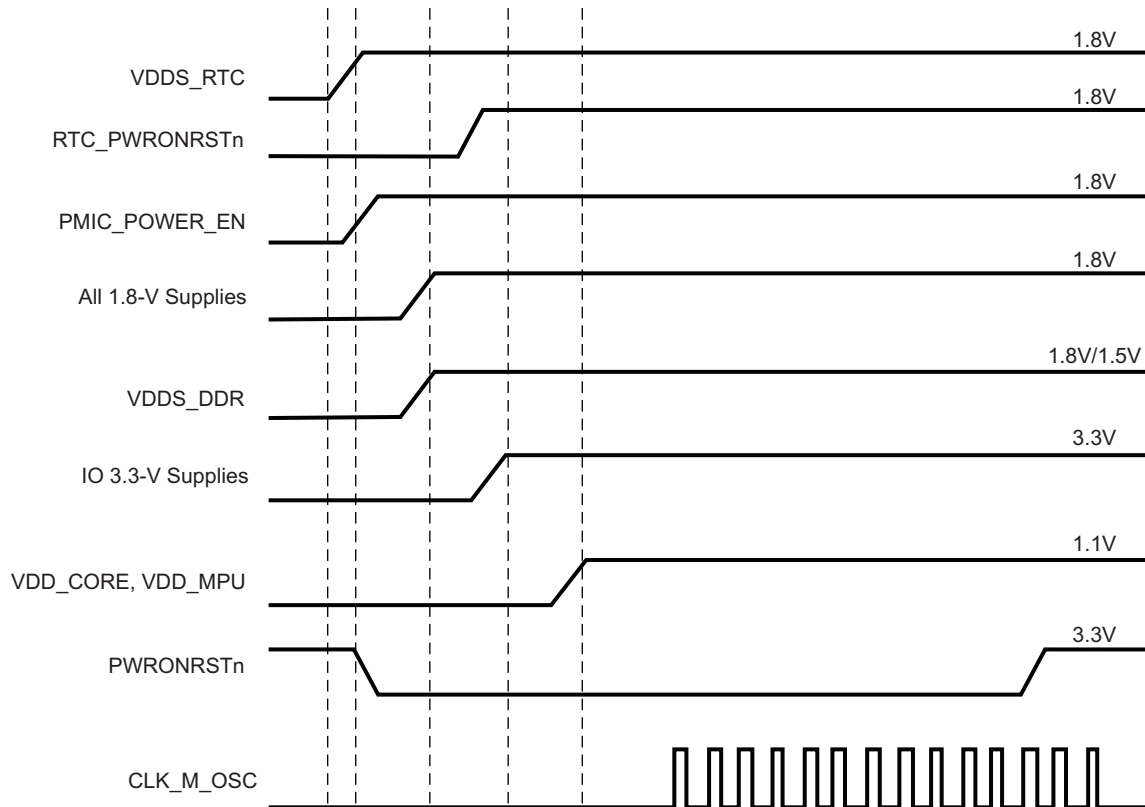 1.8V
VDDS_RTC
1.8V
RTC_PWRONRSTn
1.8V
PMIC_POWER_EN
1.8V
All 1.8-V Supplies
1.8V/1.5V
VDDS_DDR
3.3V
IO 3.3-V Supplies
1.1V
VDD_CORE, VDD_MPU
3.3V
PWRONRSTn
CLK_M_OSC